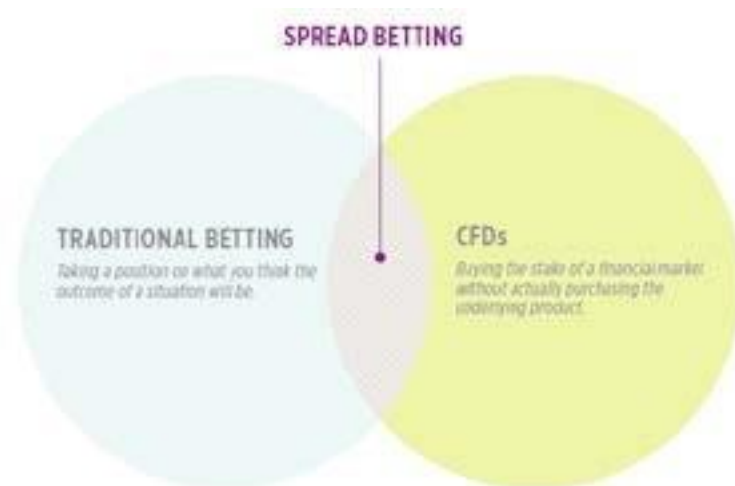 SPREAD BETTING
TRADITIONAL BETTING
Taking a position on what you think the
outcome of a situation will be.
CFDs
Buying the stake of a financial market
without actually purchasing the
underlying product.